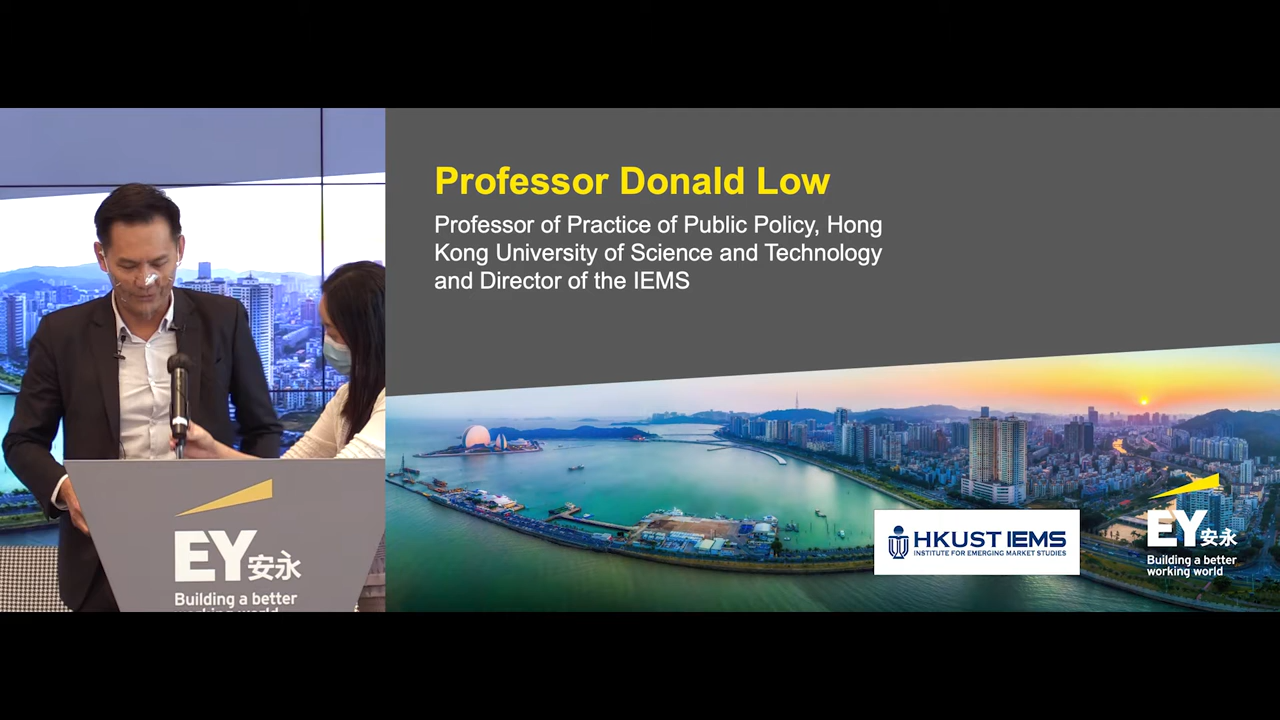 Professor Donald Low
Professor of Practice of Public Policy, Hong
Kong University of Science and Technology
and Director of the IEMS
HKUST IEMS
INSTITUTE FOR EMERGING MARKET STUDIES
EY安永
Building a better
working world
EY安永
Building a better
working world